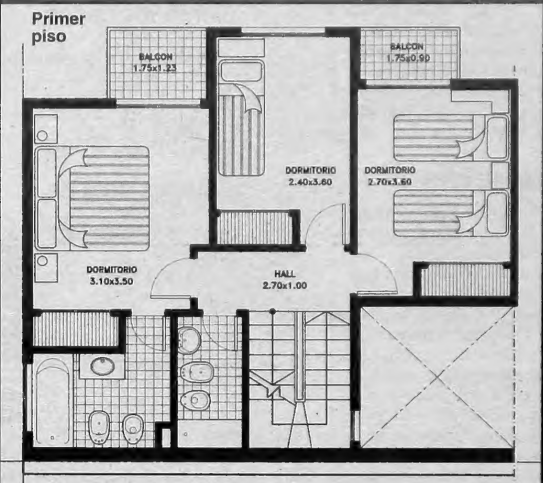 Primer
piso
BALCON
1.75x1.23
BALCON
1.75x0.90
DORMITORIO
2.40x3.60
DORMITORIO
2.70x3.60
DORMITORIO
3.10x3.50
HALL
2.70x1.00